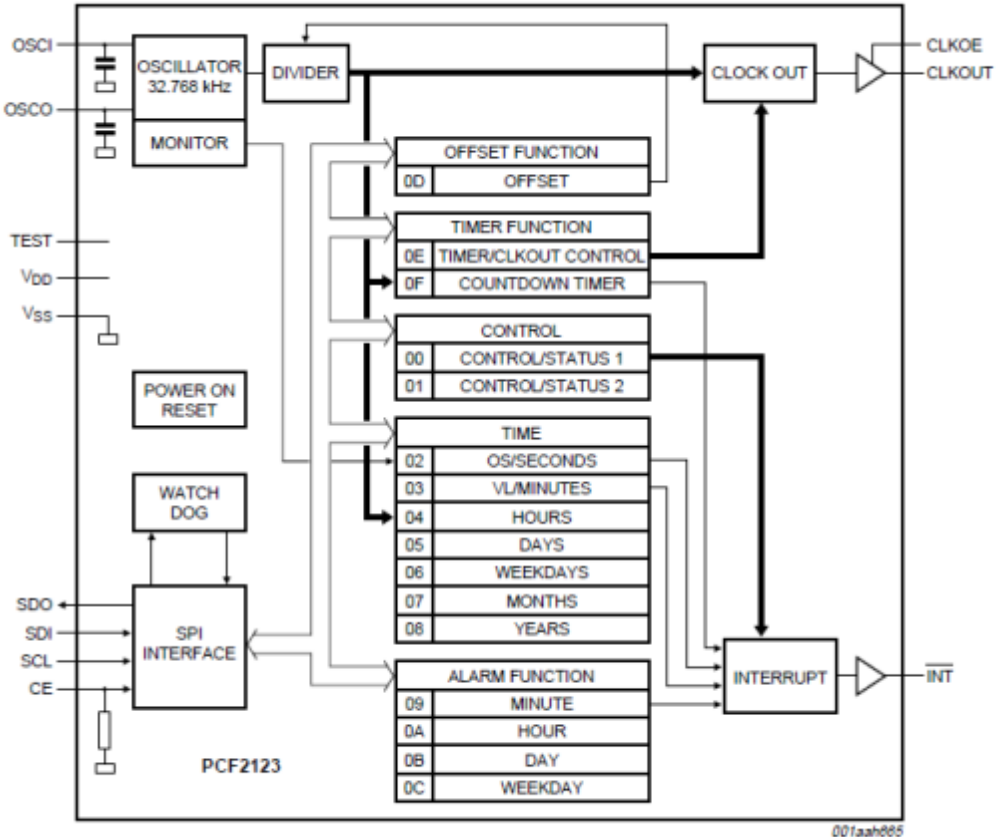 OSCI
OSCO
OSCILLATOR
32.768 kHz
MONITOR
DIVIDER
CLOCK OUT
CLKOE
CLKOUT
OFFSET FUNCTION
0D OFFSET
TEST
VDD
VSS
TIMER FUNCTION
0E TIMER/CLKOUT CONTROL
0F COUNTDOWN TIMER
CONTROL
00 CONTROL/STATUS 1
01 CONTROL/STATUS 2
POWER ON
RESET
TIME
02 OS/SECONDS
03 VL/MINUTES
04 HOURS
05 DAYS
06 WEEKDAYS
07 MONTHS
08 YEARS
WATCH
DOG
SDO
SDI
SCL
CE
SPI
INTERFACE
ALARM FUNCTION
09 MINUTE
0A HOUR
0B DAY
0C WEEKDAY
INTERRUPT
INT
PCF2123
001aah665